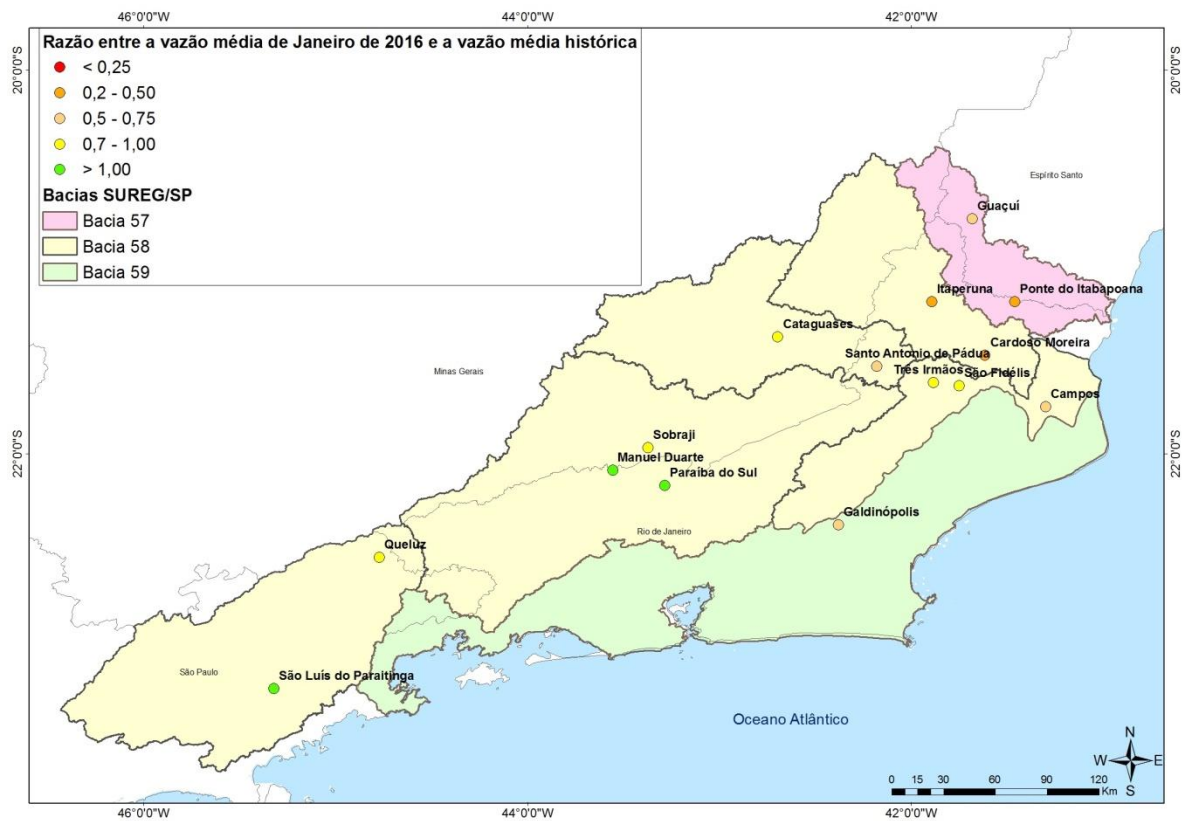 46°0'0"W
44°0'0"W
42°0'0"W
20°0'0"S
20°0'0"S
Razão entre a vazão média de Janeiro de 2016 e a vazão média histórica
< 0,25
0,2 - 0,50
0,5 - 0,75
0,7 - 1,00
> 1,00
Bacias SUREG/SP
Bacia 57
Bacia 58
Bacia 59
Espírito Santo
Guaçuí
Itaperuna
Ponte do Itabapoana
Cataguases
Cardoso Moreira
Santo Antonio de Pádua
Três Irmãos
São Fidélis
Minas Gerais
Campos
Sobraji
22°0'0"S
22°0'0"S
Manuel Duarte
Paraiba do Sul
Galdinópolis
Rio de Janeiro
Queluz
São Paulo
São Luís do Paraitinga
Oceano Atlântico
N
W
E
S
0 15 30 60 90 120
Km
46°0'0"W
44°0'0"W
42°0'0"W